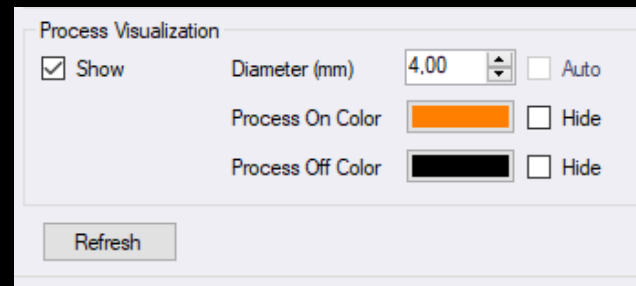 Process Visualization
Show Diameter (mm) 4,00 Auto
Process On Color Hide
Process Off Color Hide
Refresh